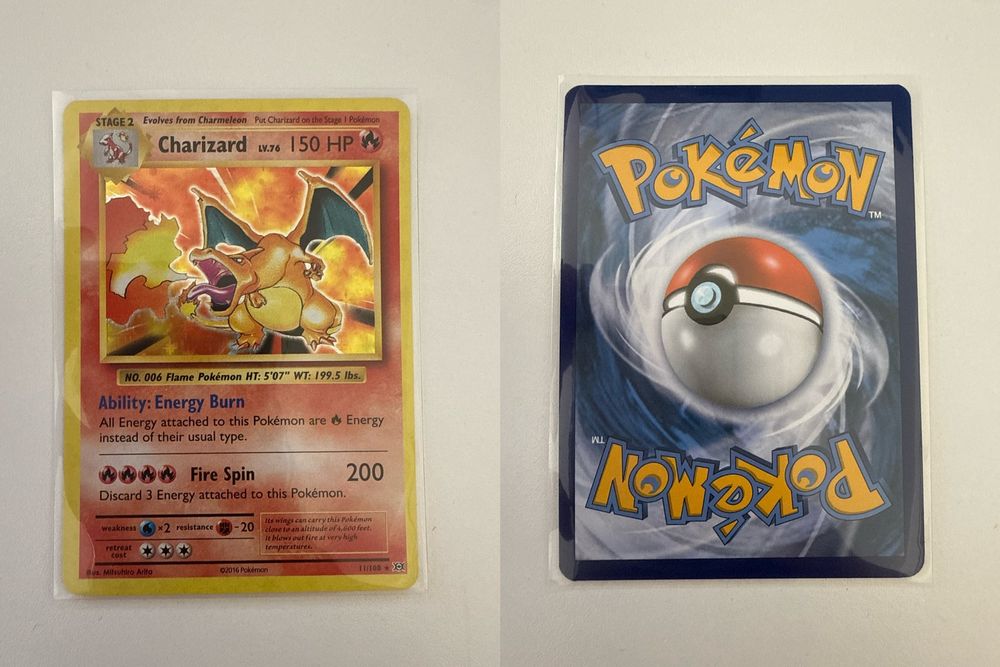 STAGE 2 Evolves from Charmeleon Put Charizard on the Stage 1 Pokémon
Charizard LV.76 150 HP
NO. 006 Flame Pokémon HT: 5'07" WT: 199.5 lbs.
Ability: Energy Burn
All Energy attached to this Pokémon are Energy
instead of their usual type.
Fire Spin 200
Discard 3 Energy attached to this Pokémon.
weakness ×2 resistance -20
retreat
cost
Its wings can carry this Pokémon
close to an altitude of 4,600 feet.
It blows out fire at very high
temperatures.
Illus. Mitsuhiro Arita
©2016 Pokémon
11/108 ★
POKéMON
TM
POKéMON
TM